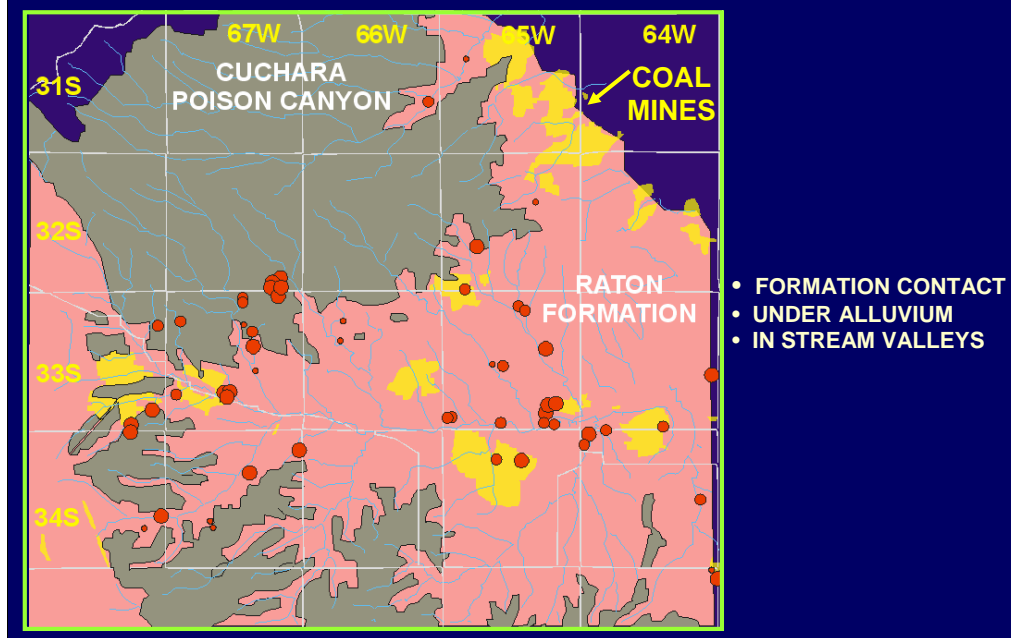 67W 66W 65W 64W
31S
CUCHARA
POISON CANYON
COAL
MINES
32S
RATON
FORMATION
33S
34S
• FORMATION CONTACT
• UNDER ALLUVIUM
• IN STREAM VALLEYS